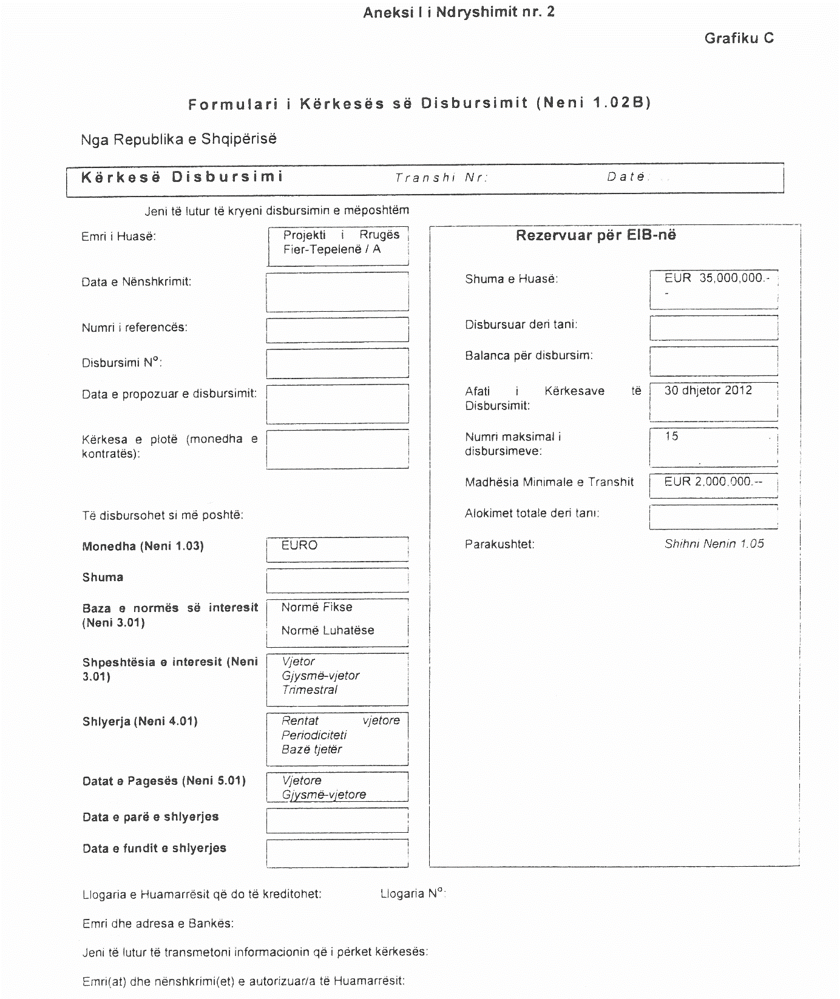 Aneksi I i Ndryshimit nr. 2
Grafiku C
Formulari i Kërkesës së Disbursimit (Neni 1.02B)
Nga Republika e Shqipërisë
Kërkesë Disbursimi Transhi Nr: Datë:
Jeni të lutur të kryeni disbursimin e mëposhtëm
Emri i Huasë:
Projekti i Rrugës
Fier-Tepelenë / A
Data e Nënshkrimit:
Numri i referencës:
Disbursimi Nº:
Data e propozuar e disbursimit:
Kërkesa e plotë (monedha e
kontratës):
Të disbursohet si më poshtë:
Monedha (Neni 1.03)
EURO
Shuma
Baza e normës së interesit
(Neni 3.01)
Normë Fikse
Normë Luhatëse
Shpeshtësia e interesit (Neni
3.01)
Vjetor
Gjysmë-vjetor
Trimestral
Shlyerja (Neni 4.01)
Rentat vjetore
Periodiciteti
Bazë tjetër
Datat e Pagesës (Neni 5.01)
Vjetore
Gjysmë-vjetore
Data e parë e shlyerjes
Data e fundit e shlyerjes
Rezervuar për EIB-në
Shuma e Huasë:
EUR 35,000,000.-
-
Disbursuar deri tani:
Balanca për disbursim:
Afati i Kërkesave të
Disbursimit:
30 dhjetor 2012
Numri maksimal i
disbursimeve:
15
Madhësia Minimale e Transhit
EUR 2,000,000.--
Alokimet totale deri tani:
Parakushtet:
Shihni Nenin 1.05
Llogaria e Huamarrësit që do të kreditohet: Llogaria Nº:
Emri dhe adresa e Bankës:
Jeni të lutur të transmetoni informacionin që i përket kërkesës:
Emri(at) dhe nënshkrimi(et) e autorizuar/a të Huamarrësit: